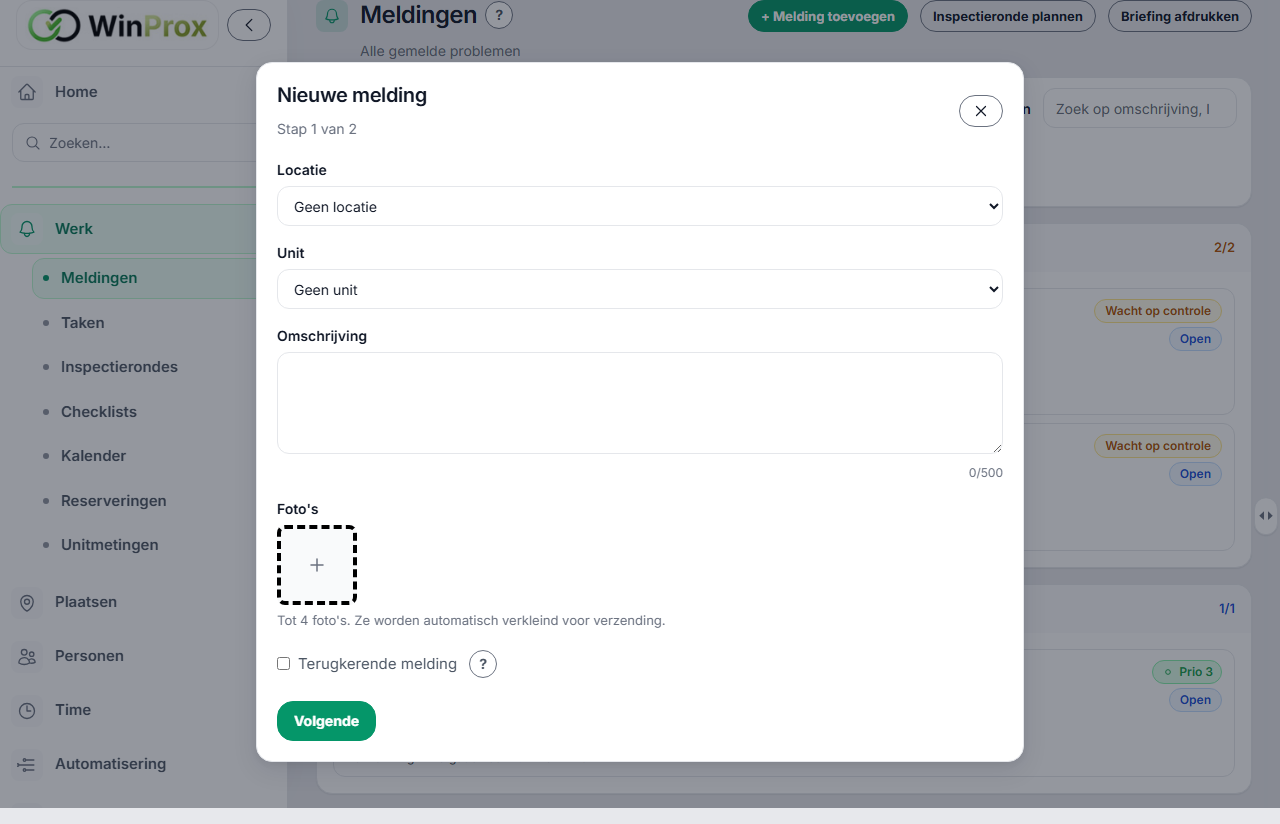 WinProx
Meldingen
?
+ Melding toevoegen
Inspectieronde plannen
Briefing afdrukken
Alle gemelde problemen
Home
Zoeken...
Werk
Meldingen
Taken
Inspectierondes
Checklists
Kalender
Reserveringen
Unitmetingen
Plaatsen
Personen
Time
Automatisering
Nieuwe melding
Stap 1 van 2
Locatie
Geen locatie
Unit
Geen unit
Omschrijving
0/500
Foto's
+
Tot 4 foto's. Ze worden automatisch verkleind voor verzending.
Terugkerende melding
?
Volgende
Zoek op omschrijving, l
2/2
Wacht op controle
Open
Wacht op controle
Open
1/1
Prio 3
Open